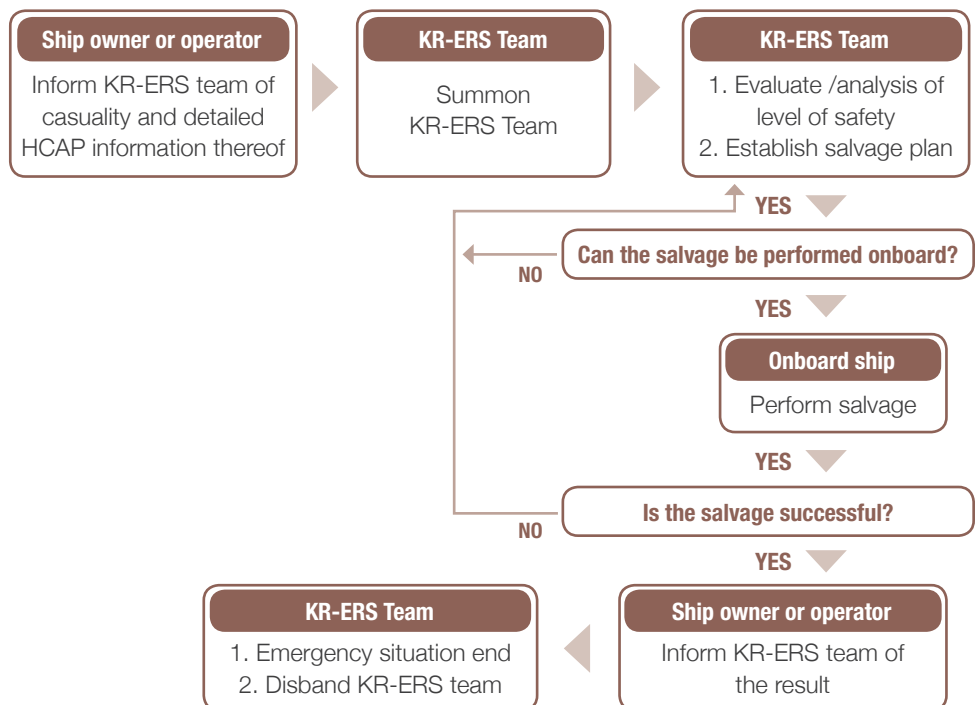 Ship owner or operator
Inform KR-ERS team of
casuality and detailed
HCAP information thereof
KR-ERS Team
Summon
KR-ERS Team
KR-ERS Team
1. Evaluate /analysis of
level of safety
2. Establish salvage plan
YES
Can the salvage be performed onboard?
NO
YES
Onboard ship
Perform salvage
YES
Is the salvage successful?
NO
YES
Ship owner or operator
Inform KR-ERS team of
the result
KR-ERS Team
1. Emergency situation end
2. Disband KR-ERS team